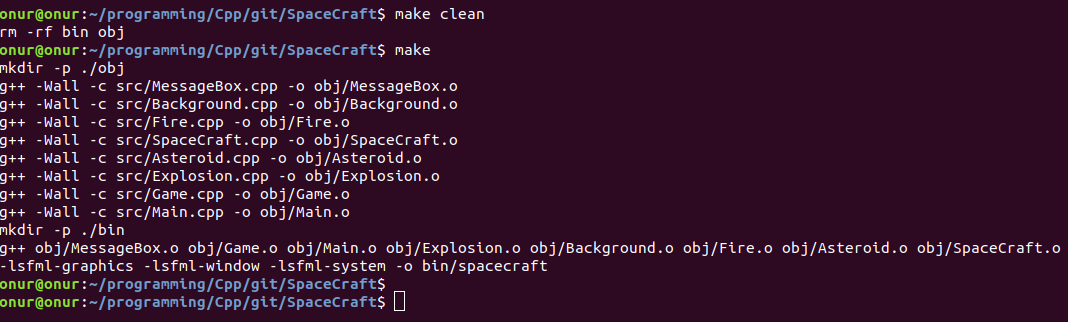 onur@onur:~/programming/Cpp/git/SpaceCraft$ make clean
rm -rf bin obj
onur@onur:~/programming/Cpp/git/SpaceCraft$ make
mkdir -p ./obj
g++ -Wall -c src/MessageBox.cpp -o obj/MessageBox.o
g++ -Wall -c src/Background.cpp -o obj/Background.o
g++ -Wall -c src/Fire.cpp -o obj/Fire.o
g++ -Wall -c src/SpaceCraft.cpp -o obj/SpaceCraft.o
g++ -Wall -c src/Asteroid.cpp -o obj/Asteroid.o
g++ -Wall -c src/Explosion.cpp -o obj/Explosion.o
g++ -Wall -c src/Game.cpp -o obj/Game.o
g++ -Wall -c src/Main.cpp -o obj/Main.o
mkdir -p ./bin
g++ obj/MessageBox.o obj/Game.o obj/Main.o obj/Explosion.o obj/Background.o obj/Fire.o obj/Asteroid.o obj/SpaceCraft.o
-lsfml-graphics -lsfml-window -lsfml-system -o bin/spacecraft
onur@onur:~/programming/Cpp/git/SpaceCraft$
onur@onur:~/programming/Cpp/git/SpaceCraft$